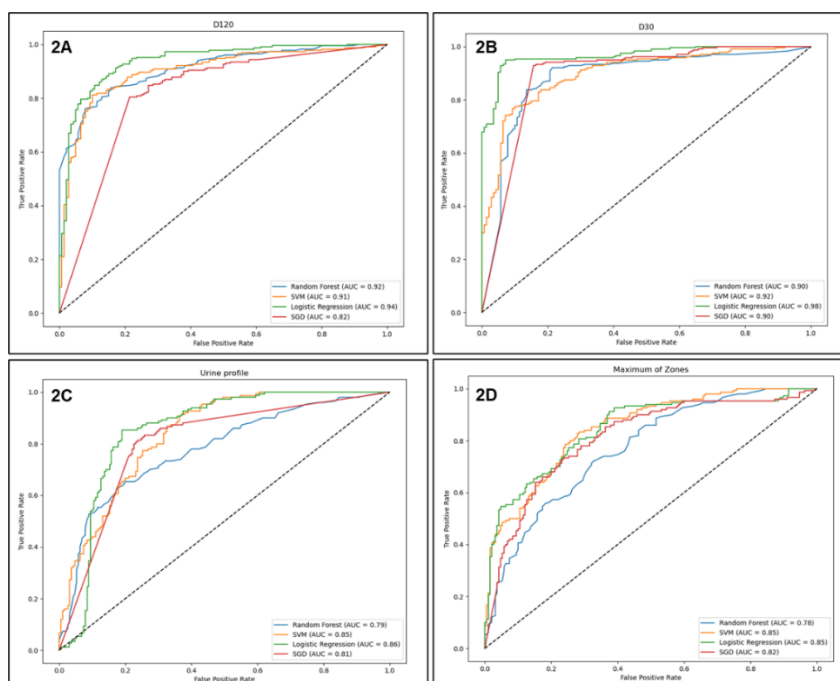 2A
D120
1.0
0.8
0.6
0.4
0.2
0.0
True Positive Rate
Random Forest (AUC = 0.92)
SVM (AUC = 0.91)
Logistic Regression (AUC = 0.94)
SGD (AUC = 0.82)
0.0 0.2 0.4 0.6 0.8 1.0
False Positive Rate
2B
D30
1.0
0.8
0.6
0.4
0.2
0.0
True Positive Rate
Random Forest (AUC = 0.90)
SVM (AUC = 0.92)
Logistic Regression (AUC = 0.98)
SGD (AUC = 0.90)
0.0 0.2 0.4 0.6 0.8 1.0
False Positive Rate
2C
Urine profile
1.0
0.8
0.6
0.4
0.2
0.0
True Positive Rate
Random Forest (AUC = 0.79)
SVM (AUC = 0.85)
Logistic Regression (AUC = 0.86)
SGD (AUC = 0.81)
0.0 0.2 0.4 0.6 0.8 1.0
False Positive Rate
2D
Maximum of Zones
1.0
0.8
0.6
0.4
0.2
0.0
True Positive Rate
Random Forest (AUC = 0.78)
SVM (AUC = 0.85)
Logistic Regression (AUC = 0.85)
SGD (AUC = 0.82)
0.0 0.2 0.4 0.6 0.8 1.0
False Positive Rate